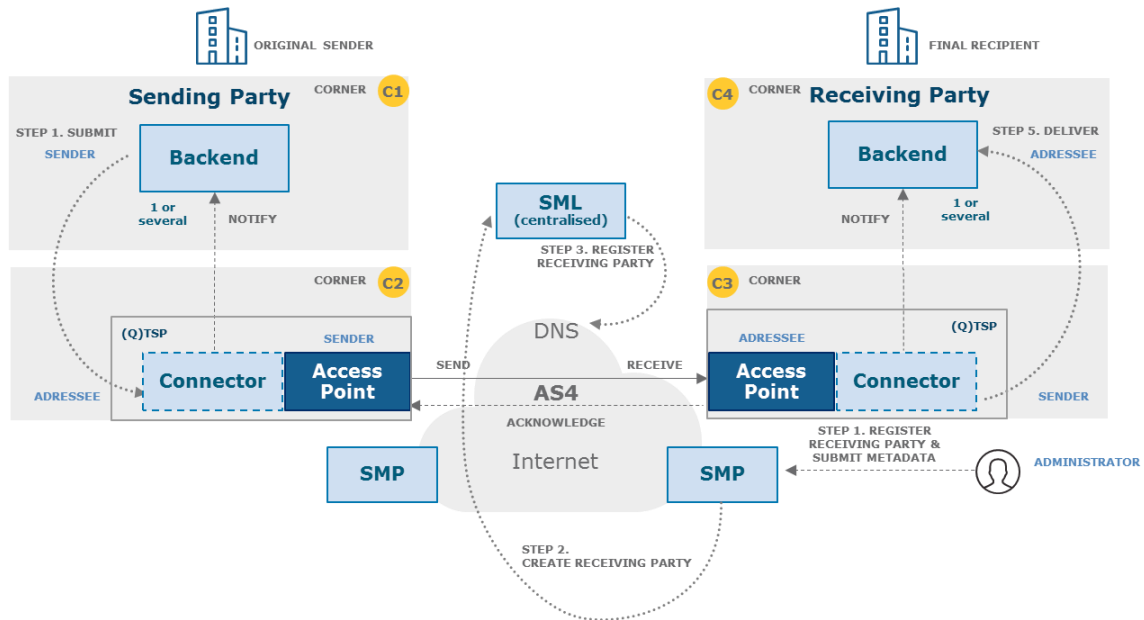 ORIGINAL SENDER
FINAL RECIPIENT
CORNER
C1
Sending Party
STEP 1. SUBMIT
SENDER
Backend
1 or
several
NOTIFY
C4
CORNER
Receiving Party
STEP 5. DELIVER
ADRESSEE
Backend
1 or
several
NOTIFY
SML
(centralised)
STEP 3. REGISTER
RECEIVING PARTY
CORNER
C2
(Q)TSP
SENDER
Connector
Access
Point
ADRESSEE
DNS
SEND
RECEIVE
AS4
ACKNOWLEDGE
Internet
C3
CORNER
(Q)TSP
ADRESSEE
Access
Point
Connector
SENDER
SMP
SMP
STEP 1. REGISTER
RECEIVING PARTY &
SUBMIT METADATA
ADMINISTRATOR
STEP 2.
CREATE RECEIVING PARTY